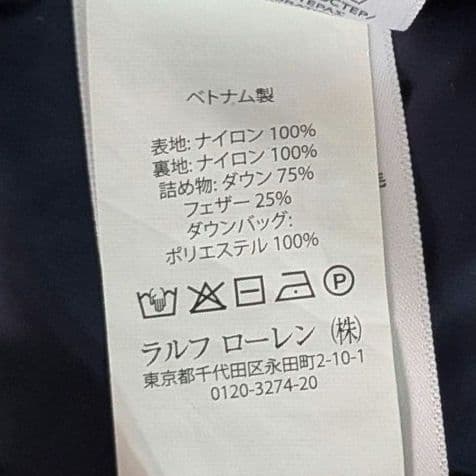 ベトナム製
表地: ナイロン 100%
裏地: ナイロン 100%
詰め物: ダウン 75%
フェザー 25%
ダウンバッグ:
ポリエステル 100%
P
ラルフ ローレン (株)
東京都千代田区永田町2-10-1
0120-3274-20